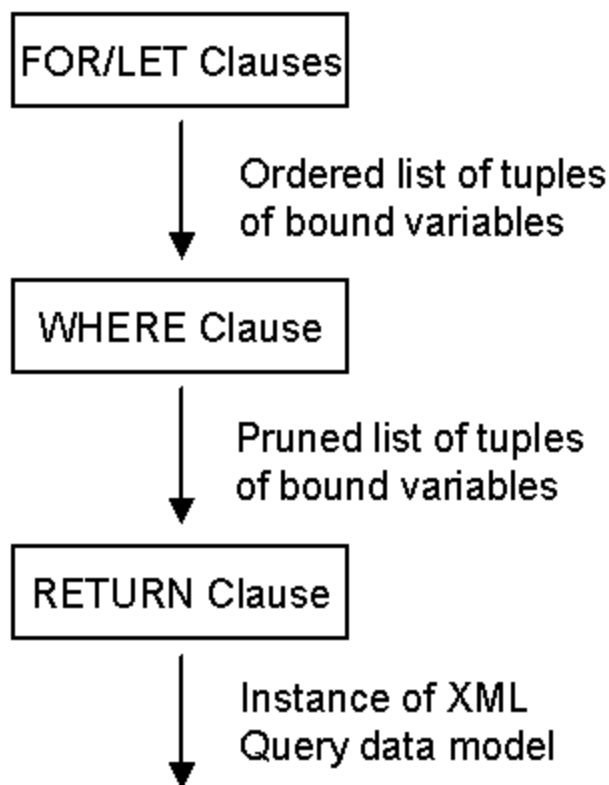 FOR/LET Clauses
Ordered list of tuples
of bound variables
WHERE Clause
Pruned list of tuples
of bound variables
RETURN Clause
Instance of XML
Query data model